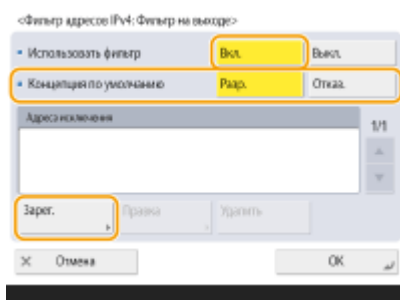 <Фильтр адресов IPv4: Фильтр на выходе>
Использовать фильтр Вкл. Выкл.
Концепция по умолчанию Разр. Отказ.
Адреса исключения
1/1
Зарег. Правка Удалить
× Отмена OK